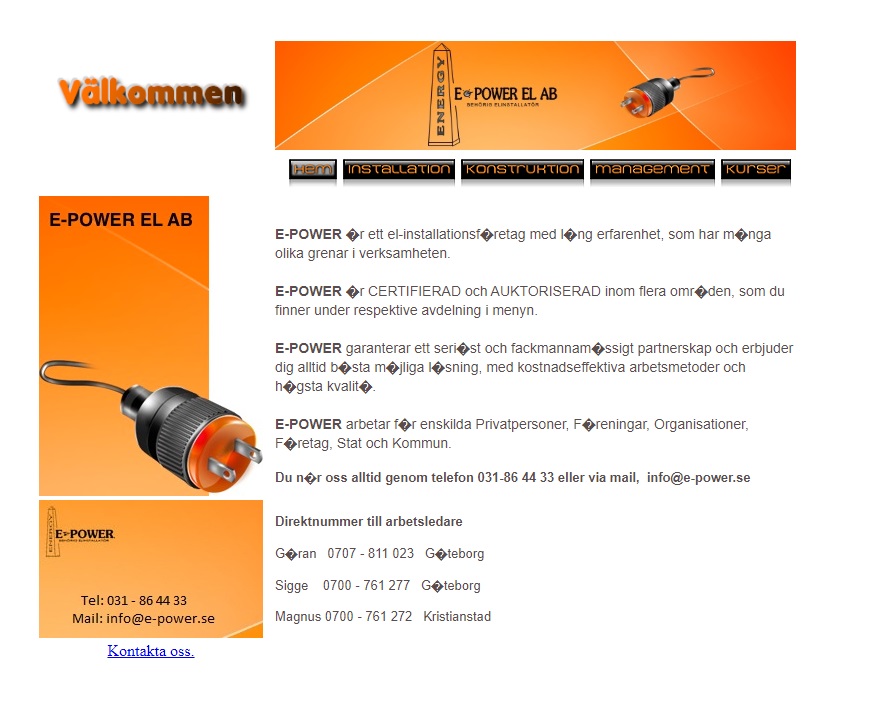 Välkommen
ENERGY
E POWER EL AB
BEHÖRIG ELINSTALLATÖR
Hem Installation Konstruktion Management Kurser
E-POWER EL AB
E-POWER �r ett el-installationsf�retag med l�ng erfarenhet, som har m�nga
olika grenar i verksamheten.
E-POWER �r CERTIFIERAD och AUKTORISERAD inom flera omr�den, som du
finner under respektive avdelning i menyn.
E-POWER garanterar ett seri�st och fackmannam�ssigt partnerskap och erbjuder
dig alltid b�sta m�jliga l�sning, med kostnadseffektiva arbetsmetoder och
h�gsta kvalit�.
E-POWER arbetar f�r enskilda Privatpersoner, F�reningar, Organisationer,
F�retag, Stat och Kommun.
Du n�r oss alltid genom telefon 031-86 44 33 eller via mail, info@e-power.se
Direktnummer till arbetsledare
G�ran 0707 - 811 023 G�teborg
Sigge 0700 - 761 277 G�teborg
Magnus 0700 - 761 272 Kristianstad
ENERGY
E POWER
BEHÖRIG ELINSTALLATÖR
Tel: 031 - 86 44 33
Mail: info@e-power.se
Kontakta oss.